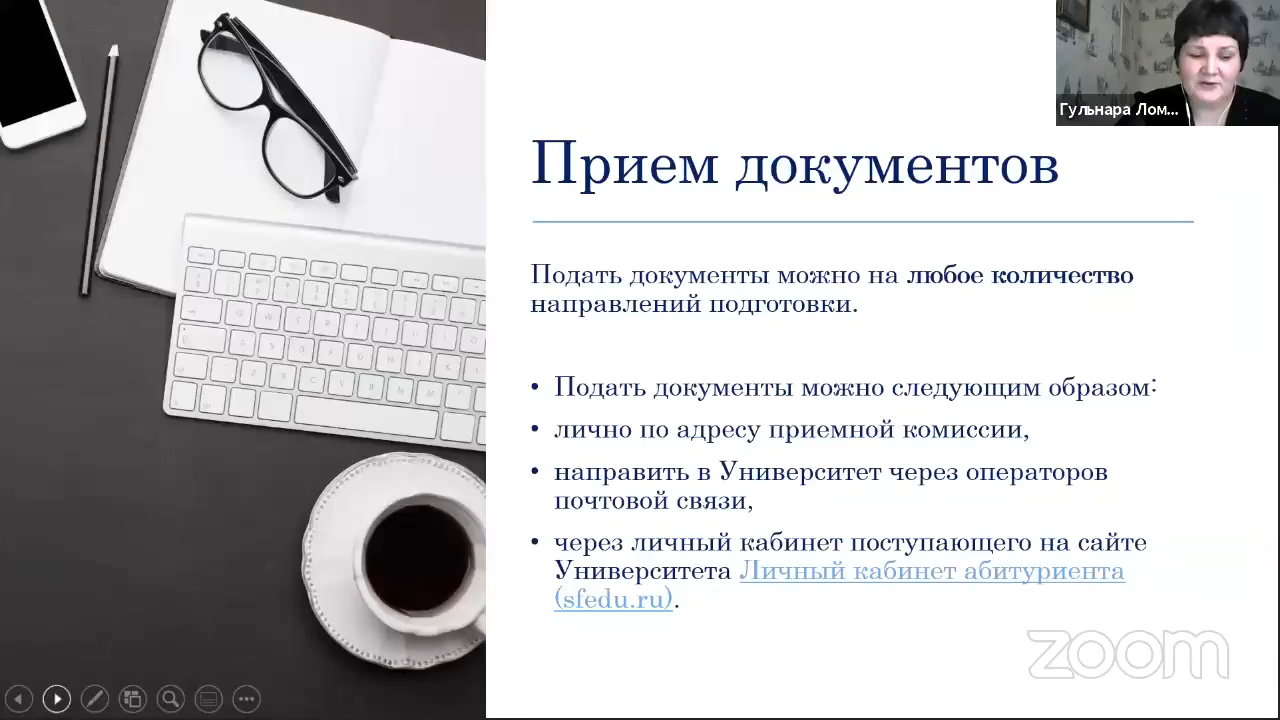 Гульнара Лом...
Прием документов
Подать документы можно на любое количество
направлений подготовки.
• Подать документы можно следующим образом:
• лично по адресу приемной комиссии,
• направить в Университет через операторов
почтовой связи,
• через личный кабинет поступающего на сайте
Университета Личный кабинет абитуриента
(sfedu.ru).
zoom